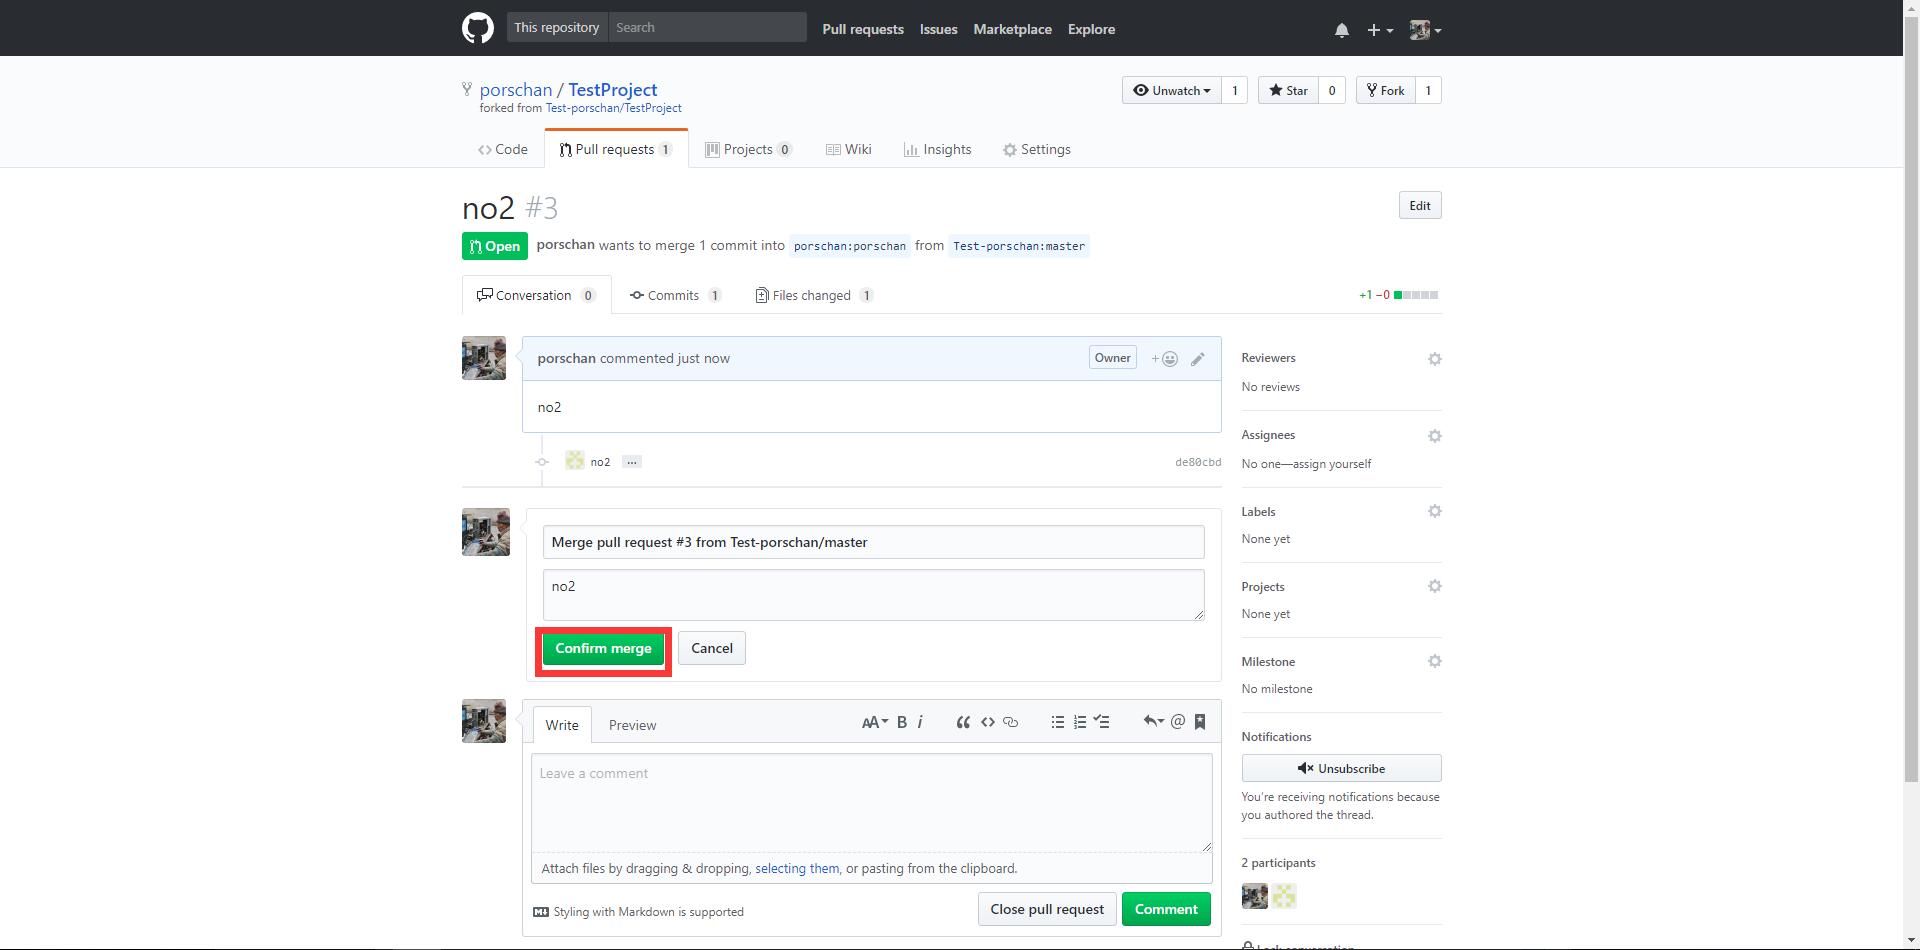 This repository Search Pull requests Issues Marketplace Explore
porschan / TestProject
forked from Test-porschan/TestProject
Unwatch 1 Star 0 Fork 1
Code Pull requests 1 Projects 0 Wiki Insights Settings
no2 #3
Edit
Open porschan wants to merge 1 commit into porschan:porschan from Test-porschan:master
Conversation 0 Commits 1 Files changed 1 +1 −0
porschan commented just now Owner
no2
no2 … de80cbd
Merge pull request #3 from Test-porschan/master
no2
Confirm merge Cancel
Write Preview AA B i
Leave a comment
Attach files by dragging & dropping, selecting them, or pasting from the clipboard.
Styling with Markdown is supported
Close pull request Comment
Reviewers
No reviews
Assignees
No one—assign yourself
Labels
None yet
Projects
None yet
Milestone
No milestone
Notifications
Unsubscribe
You're receiving notifications because
you authored the thread.
2 participants
Lock conversation